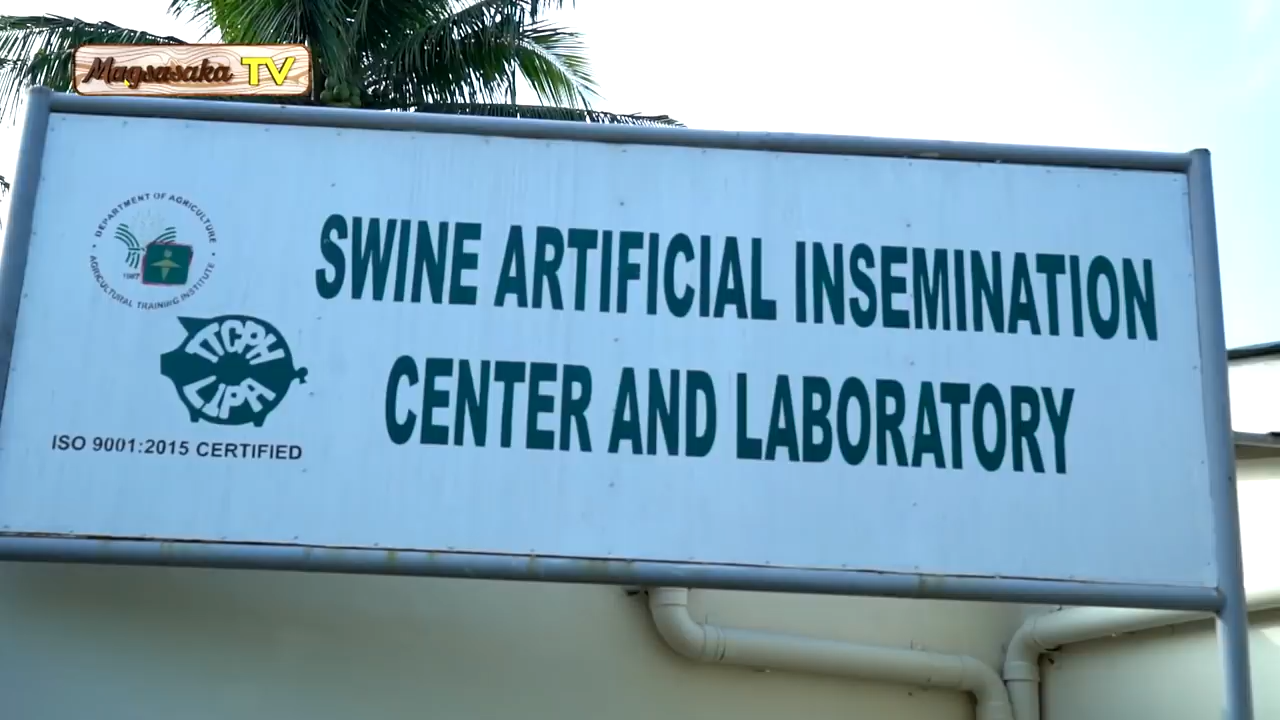 Magsasaka TV
DEPARTMENT OF AGRICULTURE
AGRICULTURAL TRAINING INSTITUTE
1987
ITCPH
LIPA
ISO 9001:2015 CERTIFIED
SWINE ARTIFICIAL INSEMINATION
CENTER AND LABORATORY